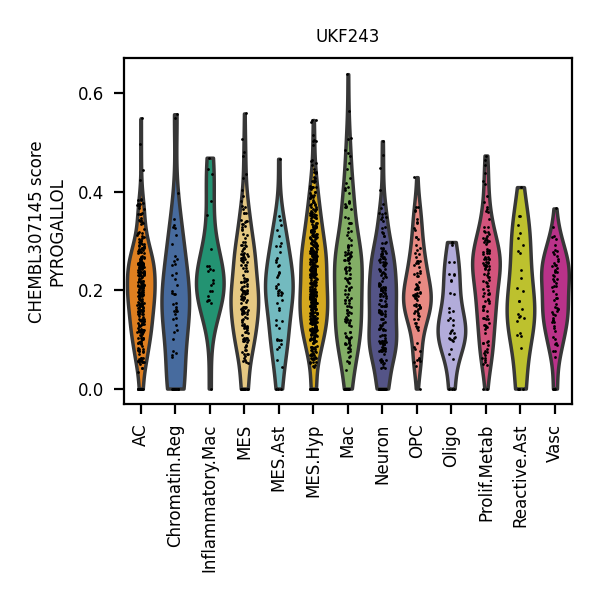 UKF243
CHEMBL307145 score
PYROGALLOL
0.6
0.4
0.2
0.0
AC
Chromatin.Reg
Inflammatory.Mac
MES
MES.Ast
MES.Hyp
Mac
Neuron
OPC
Oligo
Prolif.Metab
Reactive.Ast
Vasc